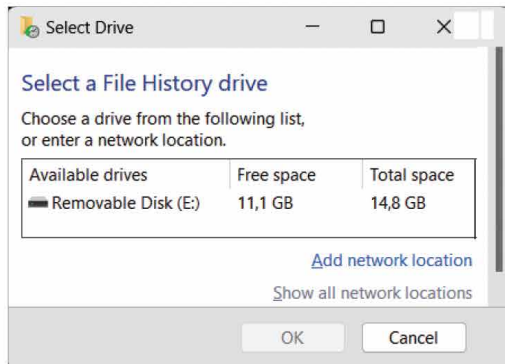 Select Drive
Select a File History drive
Choose a drive from the following list,
or enter a network location.
Available drives Free space Total space
Removable Disk (E:) 11,1 GB 14,8 GB
Add network location
Show all network locations
OK Cancel